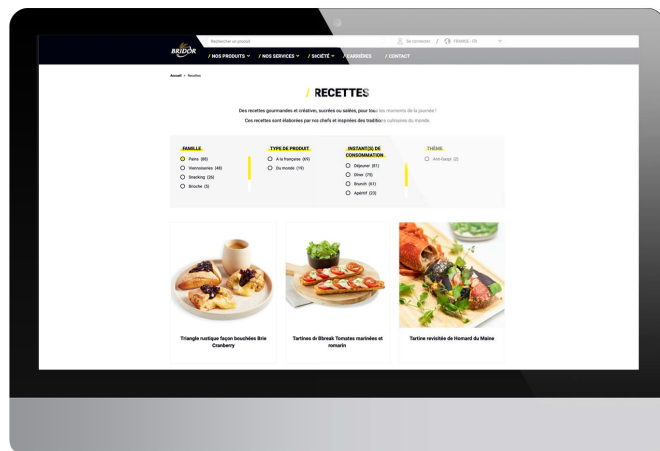 Rechercher un produit
Se connecter / FRANCE - FR
BRIDOR
/ NOS PRODUITS / NOS SERVICES / SOCIÉTÉ / CARRIÈRES / CONTACT
Accueil > Recettes
/ RECETTES
Des recettes gourmandes et créatives, sucrées ou salées, pour tous les moments de la journée !
Ces recettes sont élaborées par nos chefs et inspirées des traditions culinaires du monde.
FAMILLE
Pains (88)
Viennoiseries (48)
Snacking (26)
Brioche (5)
TYPE DE PRODUIT
A la française (69)
Du monde (19)
INSTANT(S) DE
CONSOMMATION
Déjeuner (81)
Dîner (75)
Brunch (61)
Apéritif (23)
THÈME
Anti-Gaspi (2)
Triangle rustique façon bouchées Brie
Cranberry
Tartines de Bbreak Tomates marinées et
romarin
Tartine revisitée de Homard du Maine